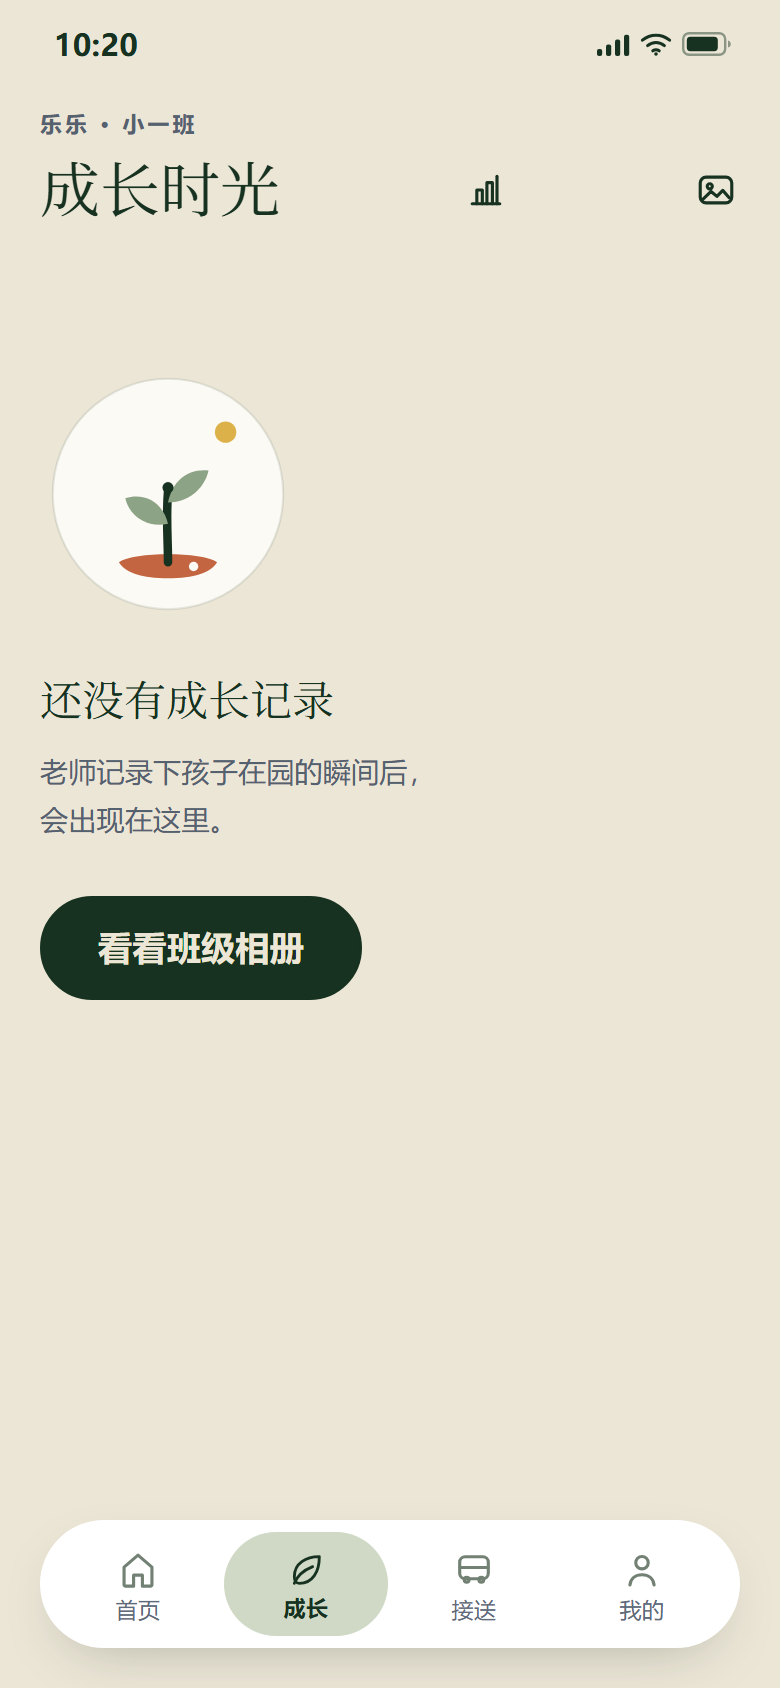 10:20
乐乐 · 小一班
成长时光
还没有成长记录
老师记录下孩子在园的瞬间后，
会出现在这里。
看看班级相册
首页
成长
接送
我的